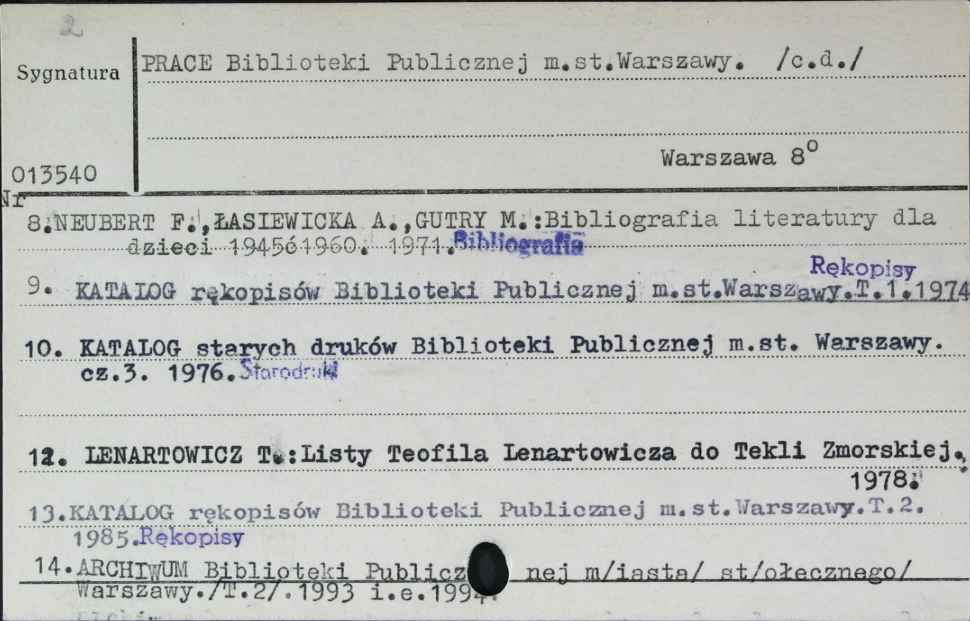 2
Sygnatura
PRACE Biblioteki Publicznej m.st.Warszawy. /c.d./
Warszawa 8°
013540
Nr
8.NEUBERT F.,ŁASIEWICKA A.,GUTRY M.:Bibliografia literatury dla
dzieci 1945ó1960. 1971.Bibliografia
Rękopisy
9. KATALOG rękopisów Biblioteki Publicznej m.st.Warszawy.T.1.1974
10. KATALOG starych druków Biblioteki Publicznej m.st. Warszawy.
cz.3. 1976.Starodruki
12. LENARTOWICZ T.:Listy Teofila Lenartowicza do Tekli Zmorskiej.,
1978.
13.KATALOG rękopisów Biblioteki Publicznej m.st.Warszawy.T.2.
1985.Rękopisy
14.ARCHIWUM Biblioteki Publicz nej m/iasta/ st/ołecznego/
Warszawy./T.2/.1993 i.e.1994.